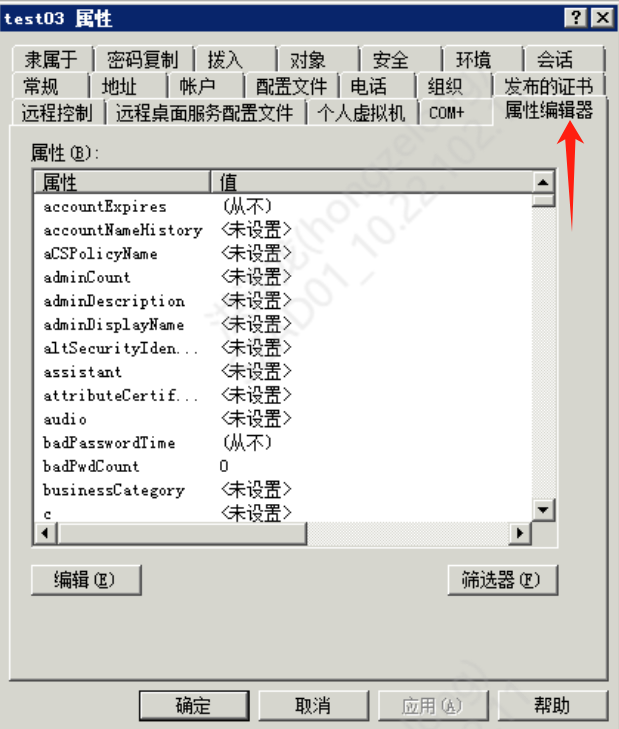 test03 属性
隶属于 密码复制 拨入 对象 安全 环境 会话
常规 地址 帐户 配置文件 电话 组织 发布的证书
远程控制 远程桌面服务配置文件 个人虚拟机 COM+ 属性编辑器
属性(B):
属性 值
accountExpires (从不)
accountNameHistory <未设置>
aCSPolicyName <未设置>
adminCount <未设置>
adminDescription <未设置>
adminDisplayName <未设置>
altSecurityIden... <未设置>
assistant <未设置>
attributeCertif... <未设置>
audio <未设置>
badPasswordTime (从不)
badPwdCount 0
businessCategory <未设置>
c <未设置>
编辑(E) 筛选器(F)
确定 取消 应用(A) 帮助